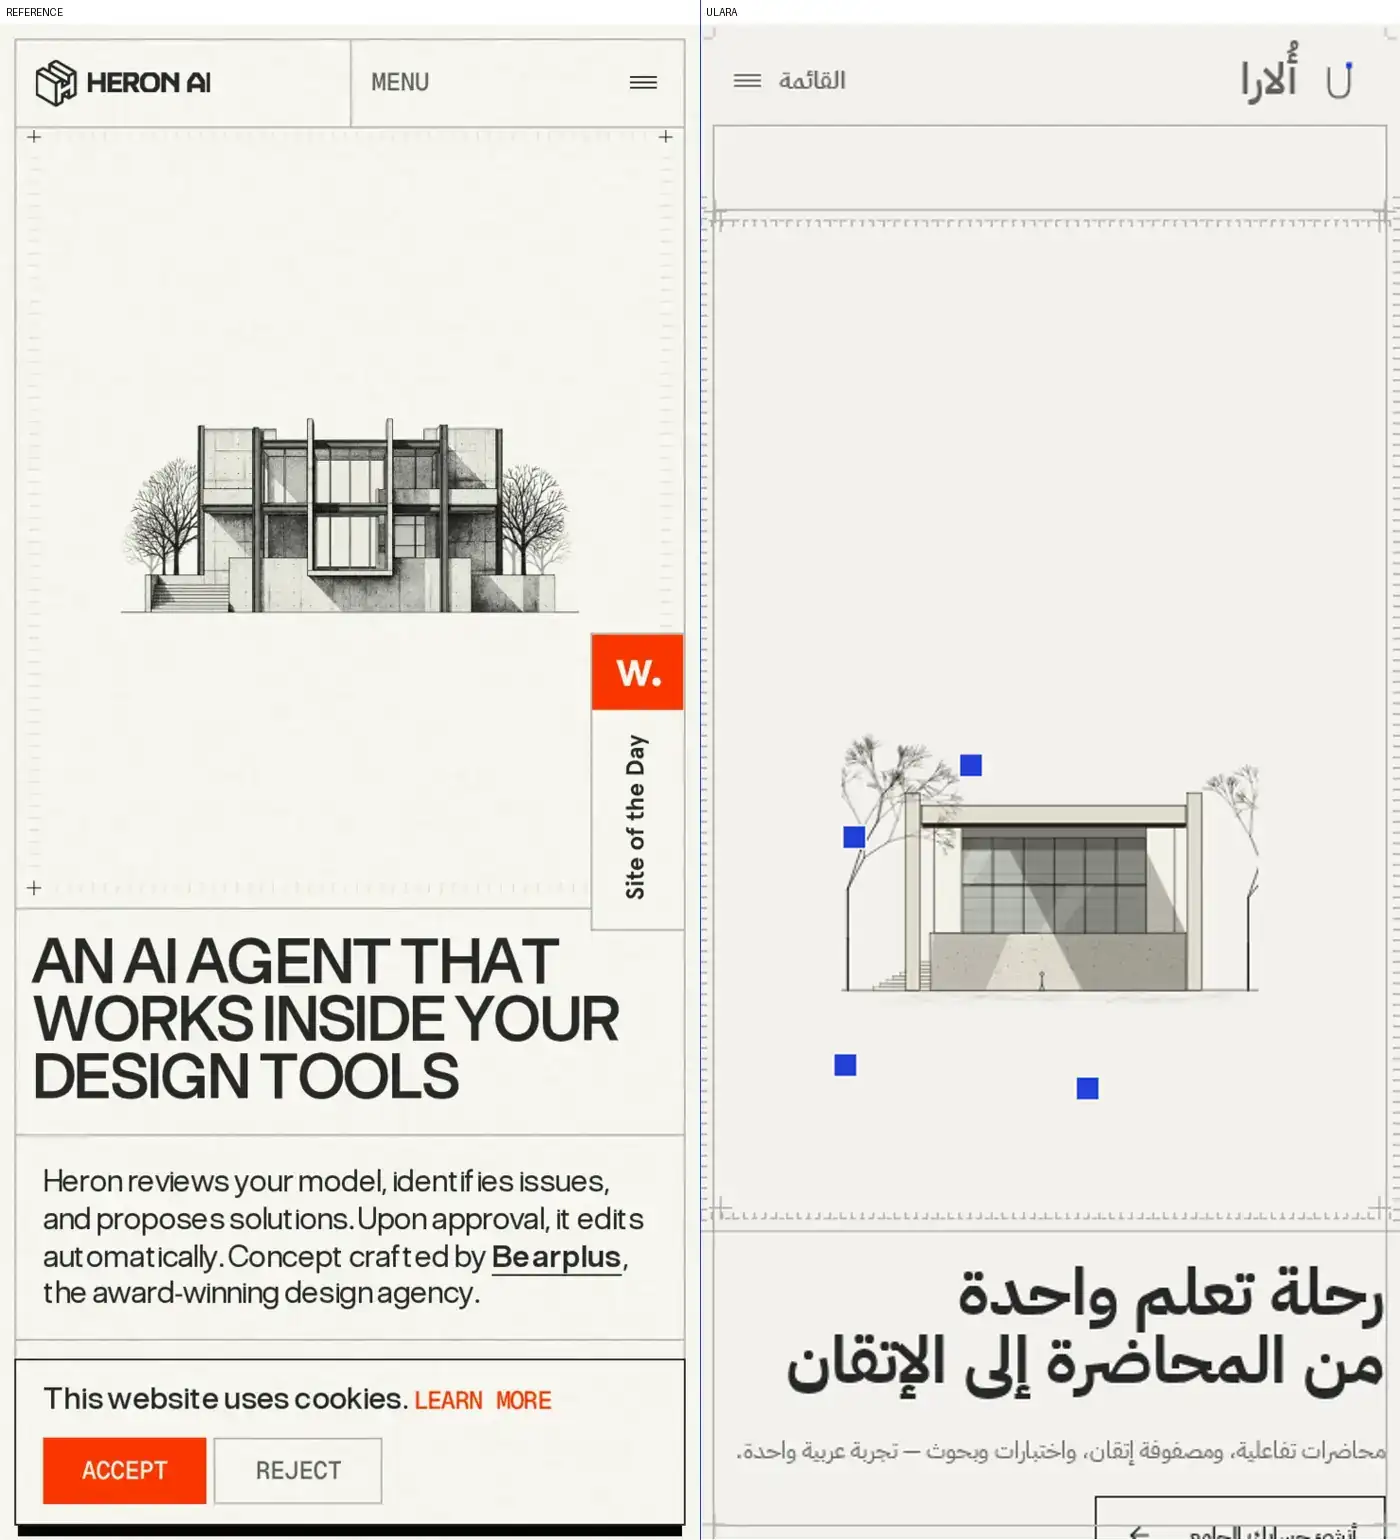 REFERENCE
HERON AI
MENU
W.
Site of the Day
AN AI AGENT THAT
WORKS INSIDE YOUR
DESIGN TOOLS
Heron reviews your model, identifies issues,
and proposes solutions. Upon approval, it edits
automatically. Concept crafted by Bearplus,
the award-winning design agency.
This website uses cookies. LEARN MORE
ACCEPT
REJECT
ULARA
أُلارا
القائمة
رحلة تعلم واحدة
من المحاضرة إلى الإتقان
محاضرات تفاعلية، ومصفوفة إتقان، واختبارات وبحوث — تجربة عربية واحدة.